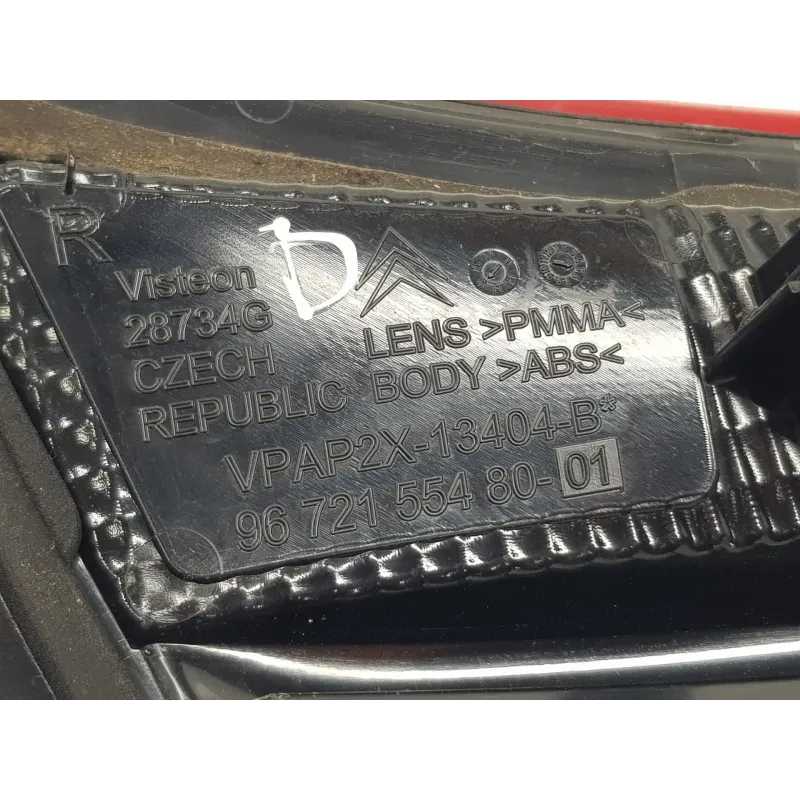 R
D
Visteon
28734G
CZECH
REPUBLIC
LENS >PMMA<
BODY >ABS<
VPAP2X-13404-B*
96 721 554 80-01